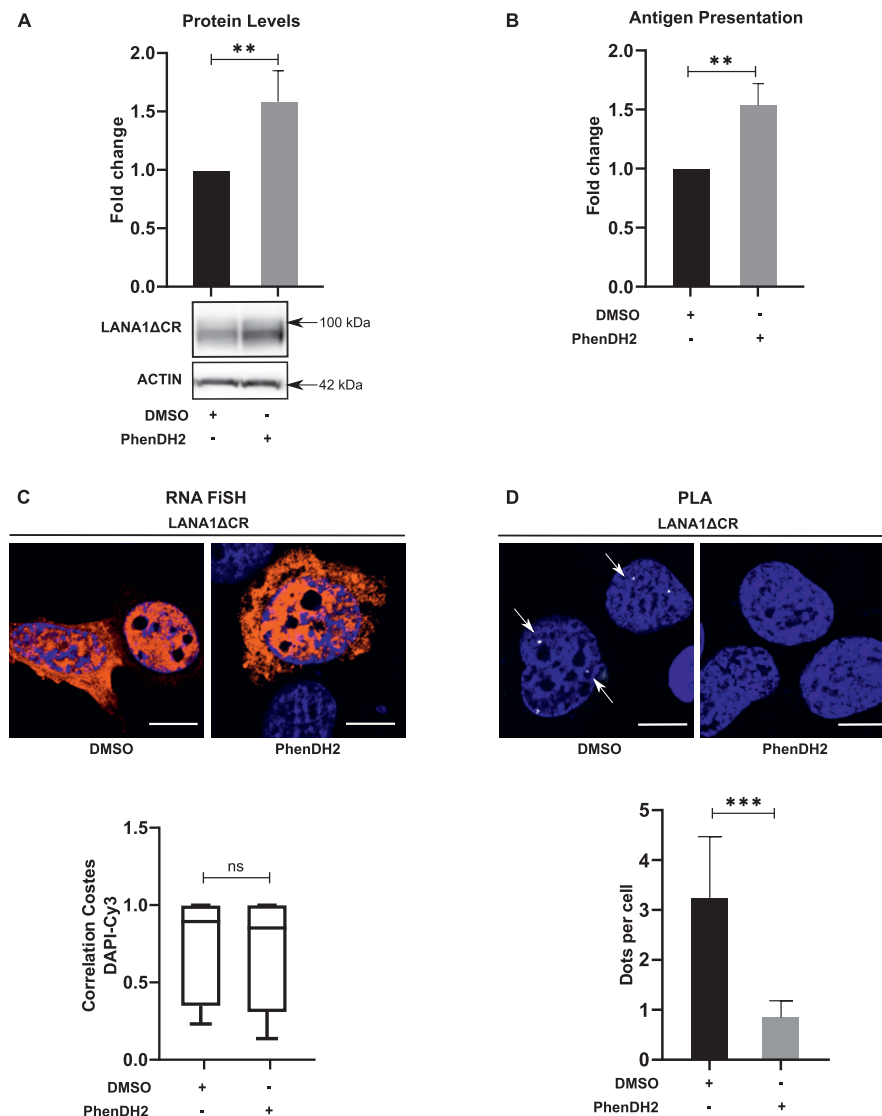 A
Protein Levels
**
2.0
1.5
1.0
0.5
0.0
Fold change
LANA1ΔCR
100 kDa
ACTIN
42 kDa
DMSO + -
PhenDH2 - +
B
Antigen Presentation
**
2.0
1.5
1.0
0.5
0.0
Fold change
DMSO + -
PhenDH2 - +
C
RNA FiSH
LANA1ΔCR
DMSO PhenDH2
1.5
ns
1.0
0.5
0.0
Correlation Costes
DAPI-Cy3
DMSO + -
PhenDH2 - +
D
PLA
LANA1ΔCR
DMSO PhenDH2
5
***
4
3
2
1
0
Dots per cell
DMSO + -
PhenDH2 - +